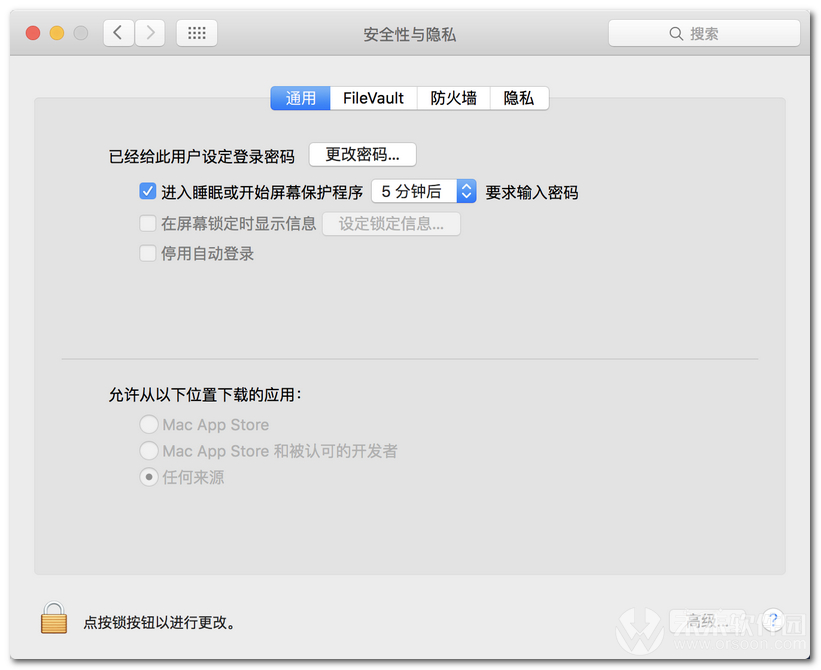 安全性与隐私
搜索
通用 FileVault 防火墙 隐私
已经给此用户设定登录密码 更改密码...
进入睡眠或开始屏幕保护程序 5 分钟后 要求输入密码
在屏幕锁定时显示信息 设定锁定信息...
停用自动登录
允许从以下位置下载的应用：
Mac App Store
Mac App Store 和被认可的开发者
任何来源
点按锁按钮以进行更改。
高级... ?